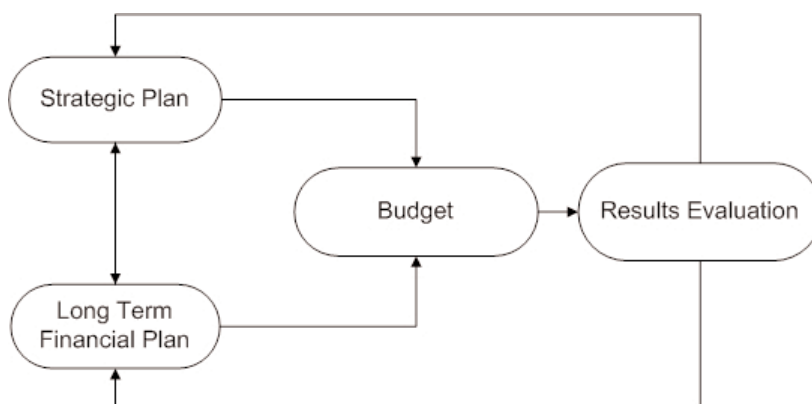 Strategic Plan
Budget
Results Evaluation
Long Term
Financial Plan